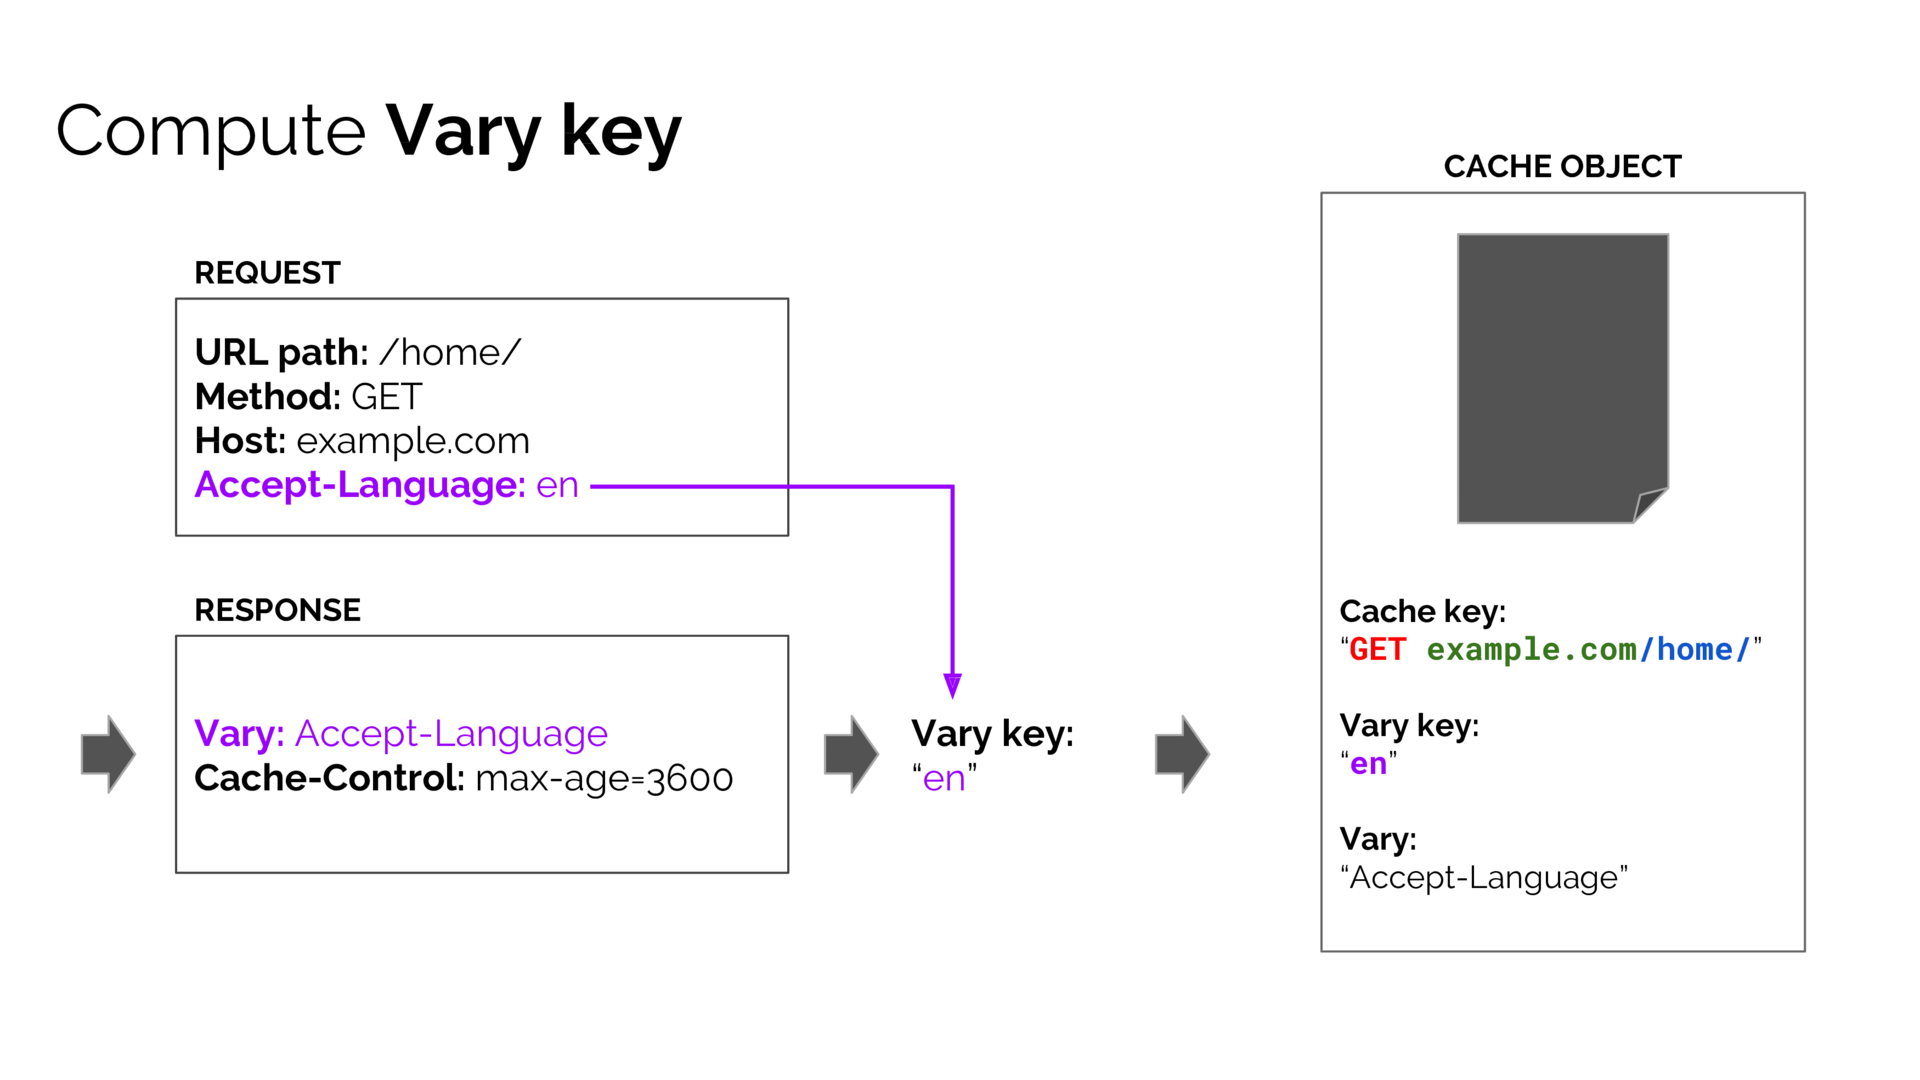 Compute Vary key
REQUEST
URL path: /home/
Method: GET
Host: example.com
Accept-Language: en
RESPONSE
Vary: Accept-Language
Cache-Control: max-age=3600
Vary key:
“en”
CACHE OBJECT
Cache key:
“GET example.com/home/”
Vary key:
“en”
Vary:
“Accept-Language”